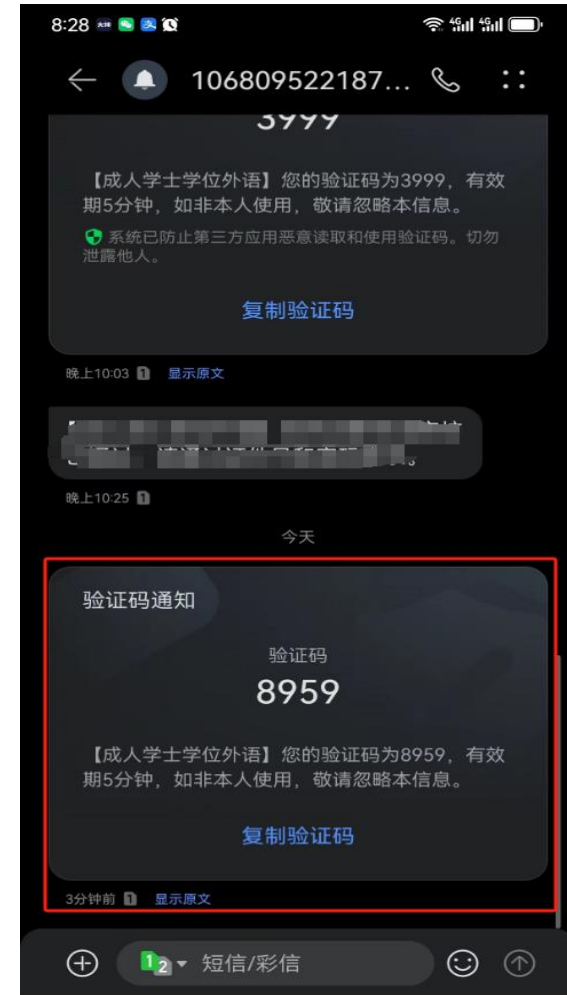 8:28
106809522187...
3999
【成人学士学位外语】您的验证码为3999，有效
期5分钟，如非本人使用，敬请忽略本信息。
系统已防止第三方应用恶意读取和使用验证码。切勿
泄露他人。
复制验证码
晚上10:03 1 显示原文
晚上10:25 1
今天
验证码通知
验证码
8959
【成人学士学位外语】您的验证码为8959，有效
期5分钟，如非本人使用，敬请忽略本信息。
复制验证码
3分钟前 1 显示原文
12 短信/彩信